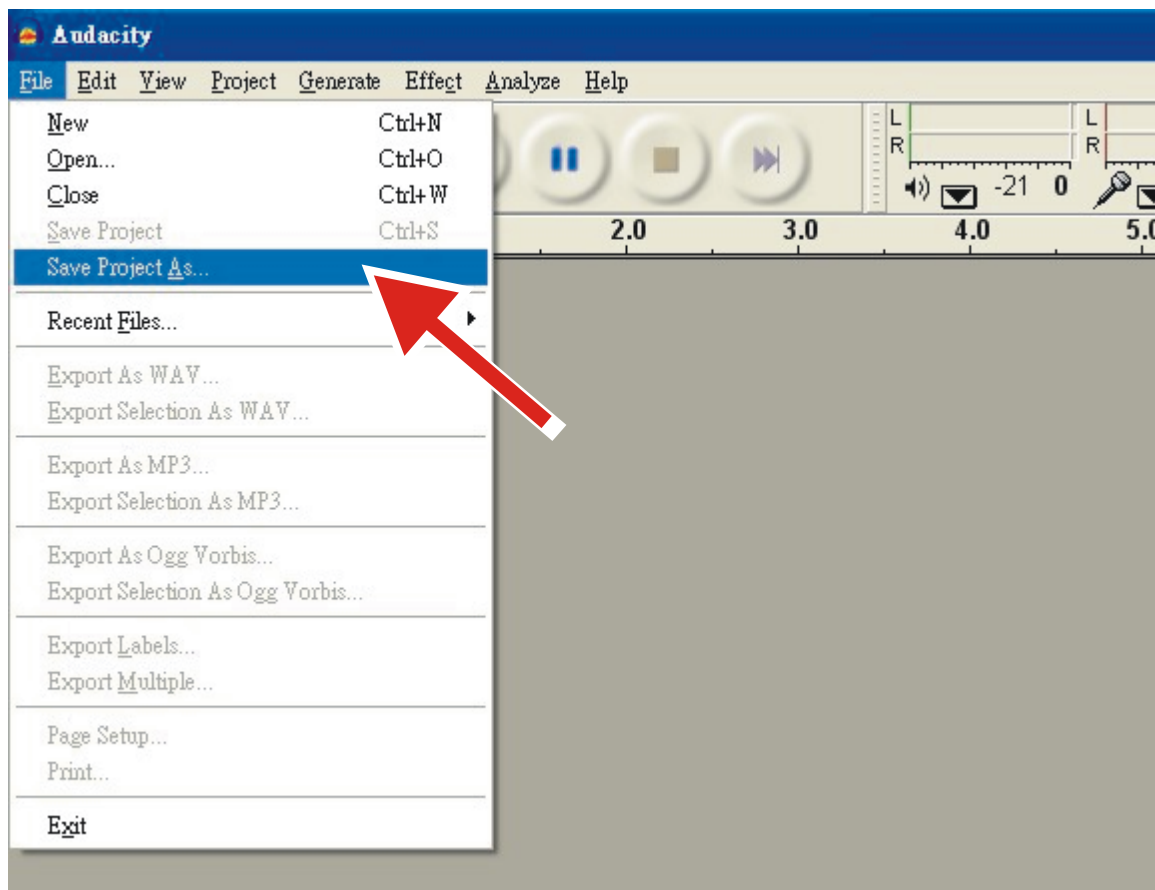 Audacity
File Edit View Project Generate Effect Analyze Help
New Ctrl+N
Open... Ctrl+O
Close Ctrl+W
Save Project Ctrl+S
Save Project As...
Recent Files...
Export As WAV...
Export Selection As WAV...
Export As MP3...
Export Selection As MP3...
Export As Ogg Vorbis...
Export Selection As Ogg Vorbis...
Export Labels...
Export Multiple...
Page Setup...
Print...
Exit
L L
R R
-21 0
2.0 3.0 4.0 5.0